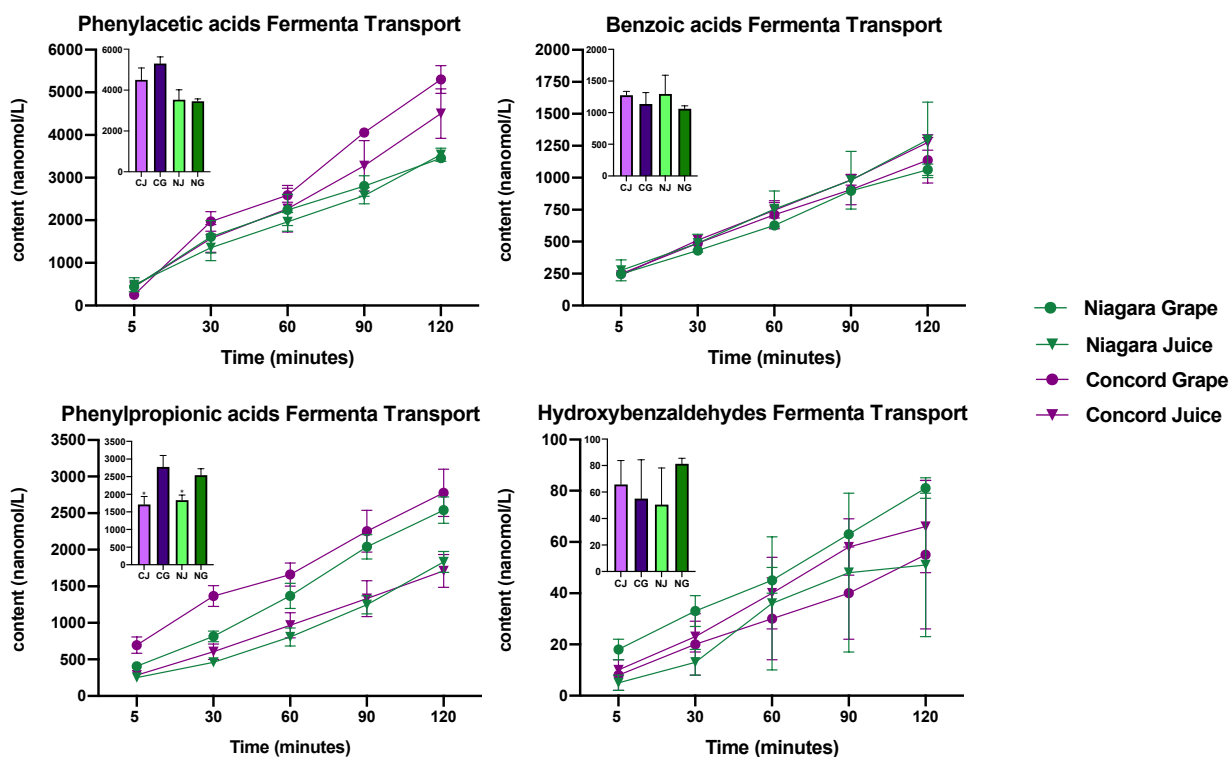 Phenylacetic acids Fermenta Transport
6000
5000
4000
3000
2000
1000
0
content (nanomol/L)
5 30 60 90 120
Time (minutes)
6000
4000
2000
0
CJ CG NJ NG
Benzoic acids Fermenta Transport
2000
1750
1500
1250
1000
750
500
250
0
content (nanomol/L)
5 30 60 90 120
Time (minutes)
2000
1500
1000
500
0
CJ CG NJ NG
Phenylpropionic acids Fermenta Transport
3500
3000
2500
2000
1500
1000
500
0
content (nanomol/L)
5 30 60 90 120
Time (minutes)
3500
3000
2500
2000
1500
1000
500
0
* *
CJ CG NJ NG
Hydroxybenzaldehydes Fermenta Transport
100
80
60
40
20
0
content (nanomol/L)
5 30 60 90 120
Time (minutes)
100
80
60
40
20
0
CJ CG NJ NG
Niagara Grape
Niagara Juice
Concord Grape
Concord Juice